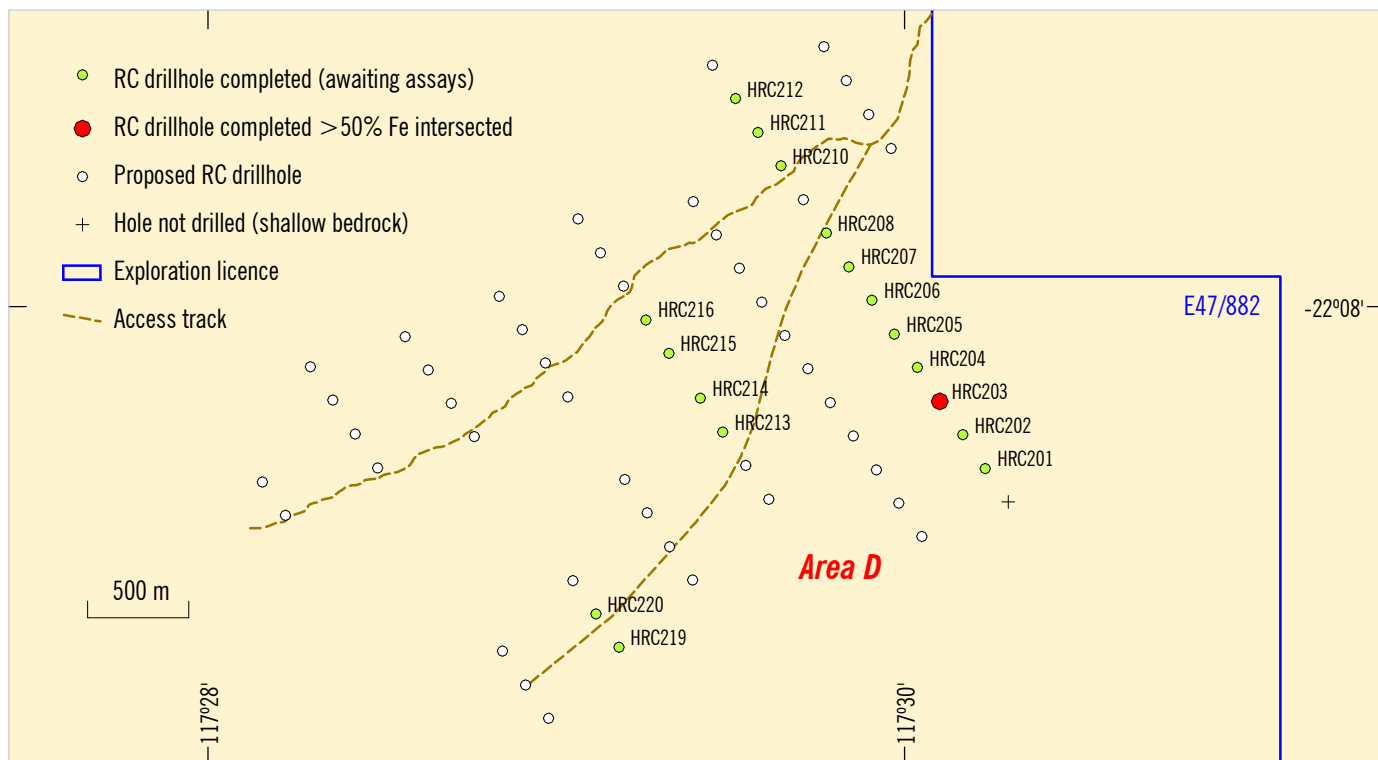 RC drillhole completed (awaiting assays)
RC drillhole completed >50% Fe intersected
Proposed RC drillhole
Hole not drilled (shallow bedrock)
Exploration licence
Access track
HRC212
HRC211
HRC210
HRC208
HRC207
HRC206
HRC205
HRC204
HRC203
HRC202
HRC201
HRC216
HRC215
HRC214
HRC213
HRC220
HRC219
E47/882
-22º08'
Area D
500 m
117º28'
117º30'